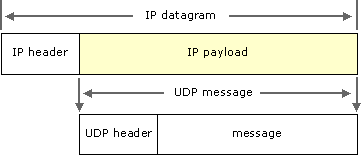 IP datagram
IP header IP payload
UDP message
UDP header message